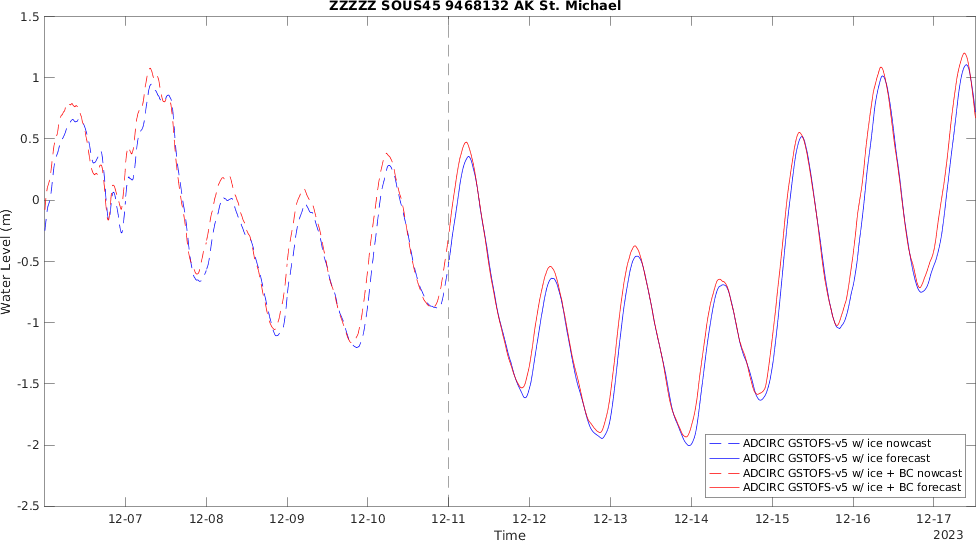 ZZZZZ SOUS45 9468132 AK St. Michael
1.5
1
0.5
0
-0.5
-1
-1.5
-2
-2.5
Water Level (m)
12-07 12-08 12-09 12-10 12-11 12-12 12-13 12-14 12-15 12-16 12-17
Time
2023
ADCIRC GSTOFS-v5 w/ ice nowcast
ADCIRC GSTOFS-v5 w/ ice forecast
ADCIRC GSTOFS-v5 w/ ice + BC nowcast
ADCIRC GSTOFS-v5 w/ ice + BC forecast